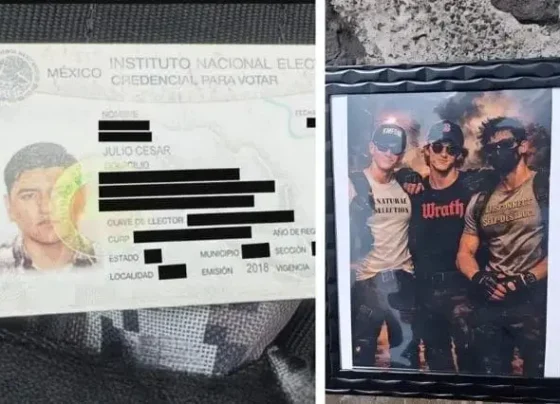 MÉXICO INSTITUTO NACIONAL ELEC
CREDENCIAL PARA VOTAR
NOMBRE
FECHA
JULIO CESAR
DOMICILIO
CLAVE DE ELECTOR
CURP
AÑO DE REG
ESTADO
MUNICIPIO
SECCIÓN
LOCALIDAD
EMISIÓN 2018
VIGENCIA
NATURAL
SELECTION
Wrath